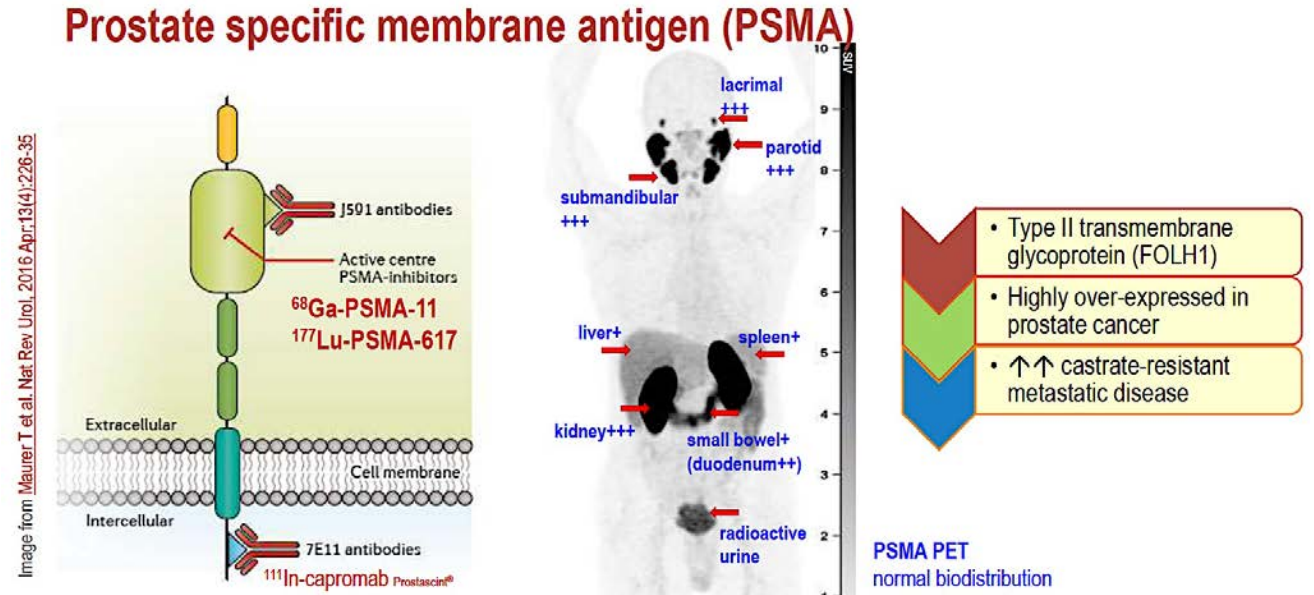 Prostate specific membrane antigen (PSMA)
Image from Maurer T et al. Nat Rev Urol, 2016 Apr;13(4):226-35
J591 antibodies
Active centre
PSMA-inhibitors
⁶⁸Ga-PSMA-11
¹⁷⁷Lu-PSMA-617
Extracellular
Cell membrane
Intercellular
7E11 antibodies
¹¹¹In-capromab Prostascint®
lacrimal
+++
parotid
+++
submandibular
+++
liver+
spleen+
kidney+++
small bowel+
(duodenum++)
radioactive
urine
10
SUV
9
8
7
6
5
4
3
2
1
PSMA PET
normal biodistribution
• Type II transmembrane
glycoprotein (FOLH1)
• Highly over-expressed in
prostate cancer
• ↑↑ castrate-resistant
metastatic disease